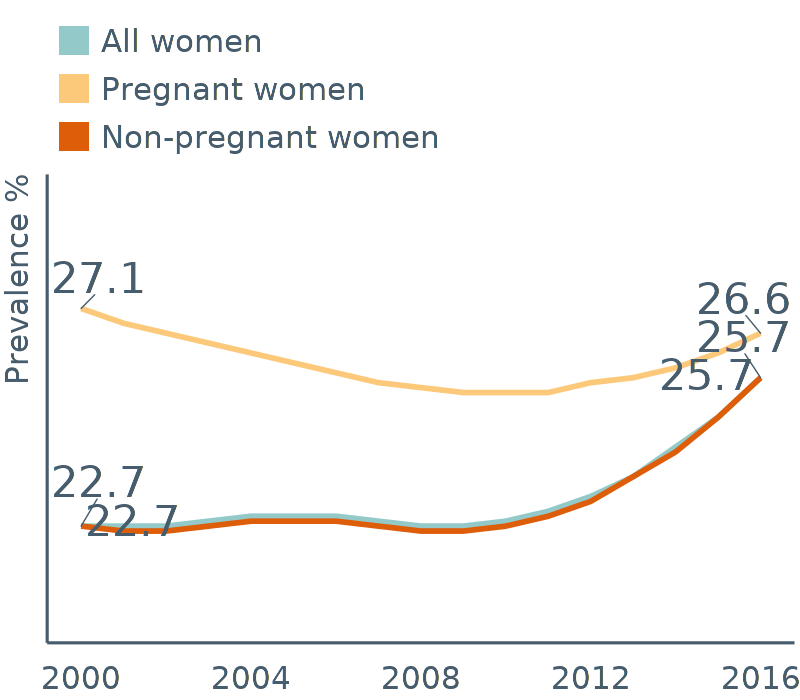 All women
Pregnant women
Non-pregnant women
Prevalence %
27.1
26.6
25.7
25.7
22.7
22.7
2000 2004 2008 2012 2016